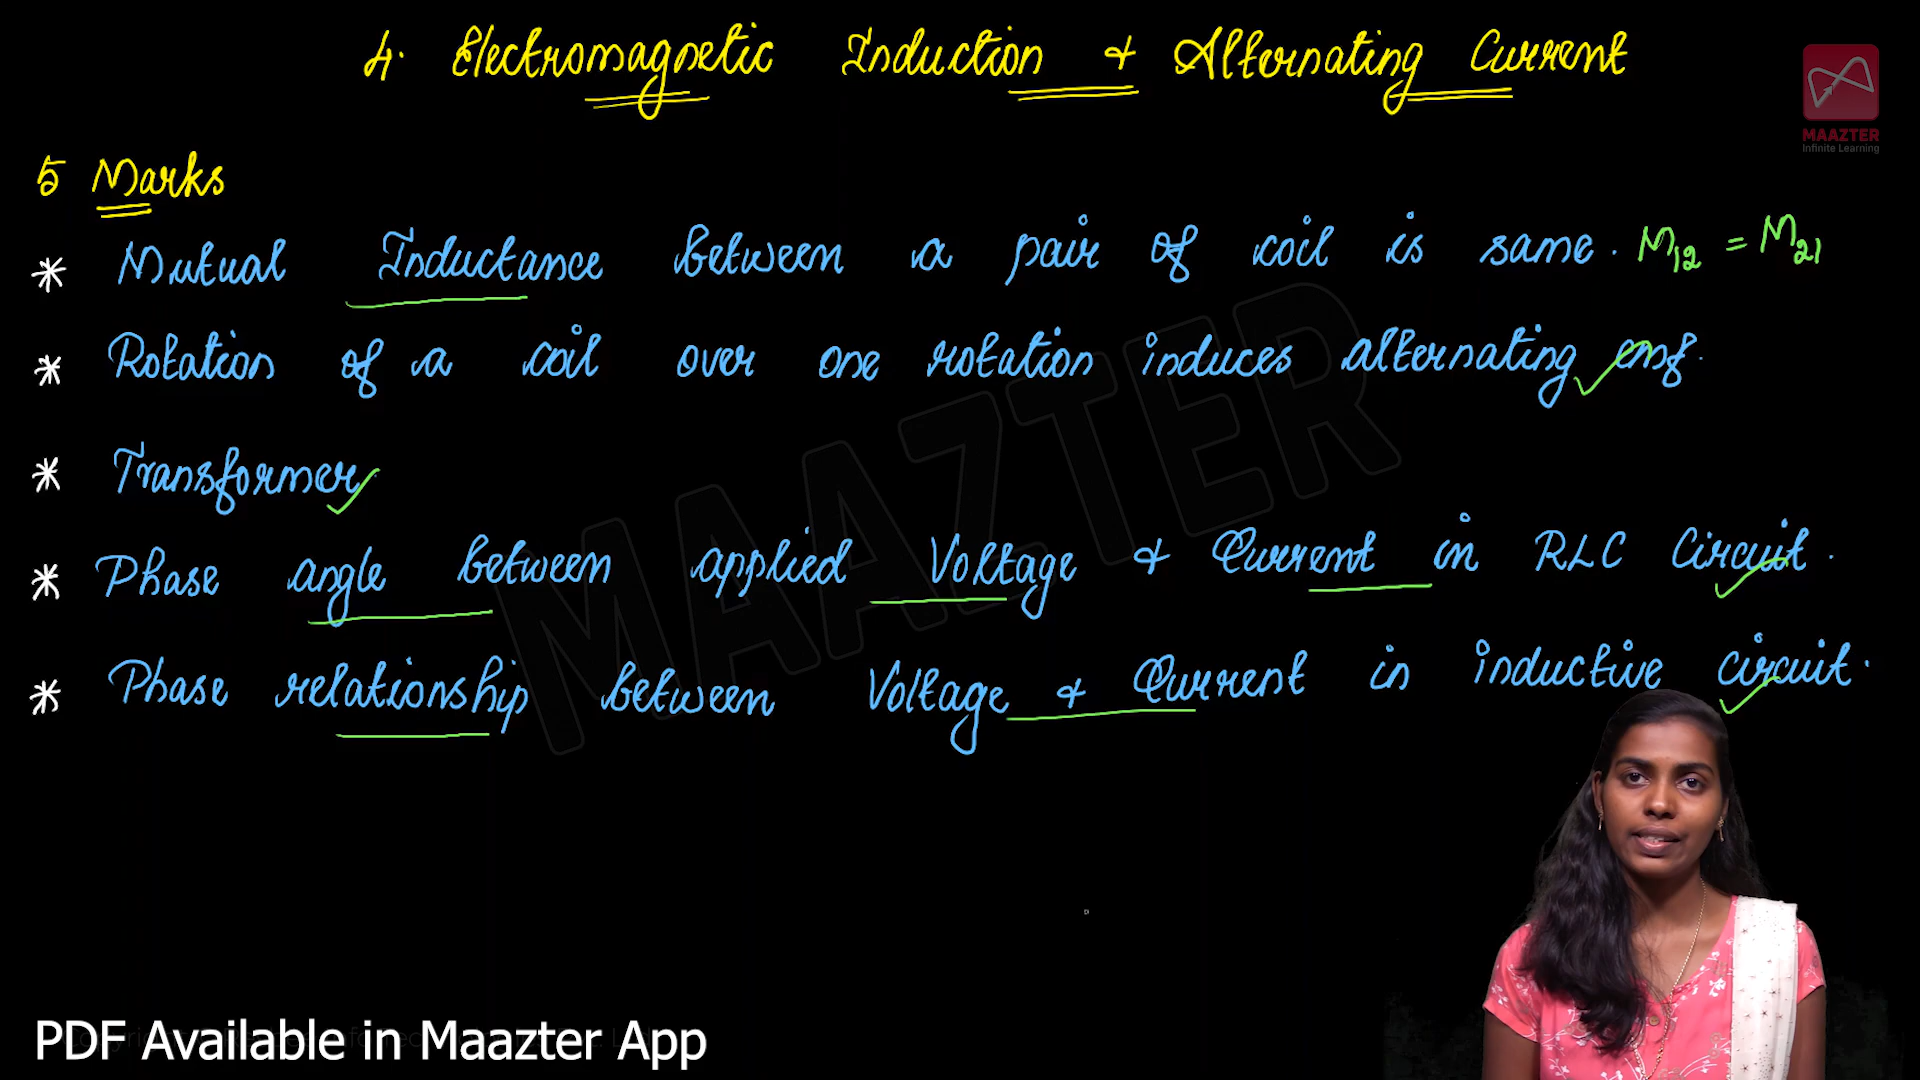 4. Electromagnetic Induction & Alternating Current
MAAZTER
Infinite Learning
5 Marks
* Mutual Inductance between a pair of coil is same. M12 = M21
* Rotation of a coil over one rotation induces alternating emf.
* Transformer
* Phase angle between applied Voltage & Current in RLC Circuit.
* Phase relationship between Voltage & Current in inductive circuit.
MAAZTER
PDF Available in Maazter App